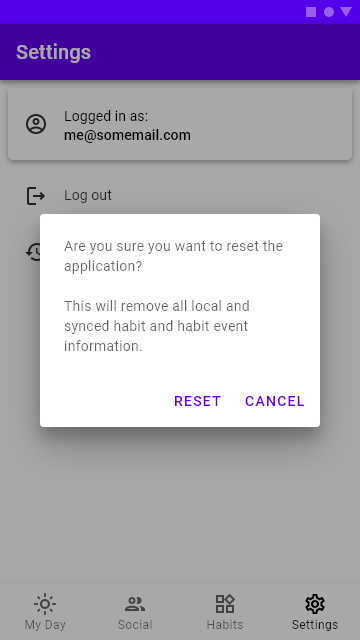 Settings
Logged in as:
me@somemail.com
Log out
Are you sure you want to reset the
application?
This will remove all local and
synced habit and habit event
information.
RESET CANCEL
My Day Social Habits Settings